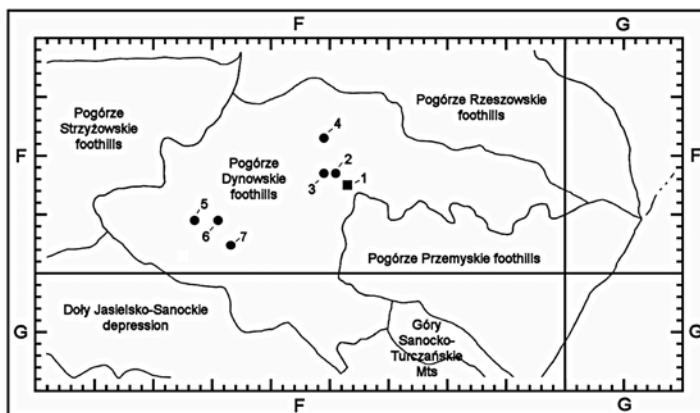 F
G
Pogórze
Strzyżowskie
foothills
Pogórze Rzeszowskie
foothills
4
F
F
Pogórze
Dynowskie
foothills
2
3
1
5
6
7
Pogórze Przemyskie foothills
Doły Jasielsko-Sanockie
depression
Góry
Sanocko-
Turczańskie
Mts
G
G
F
G